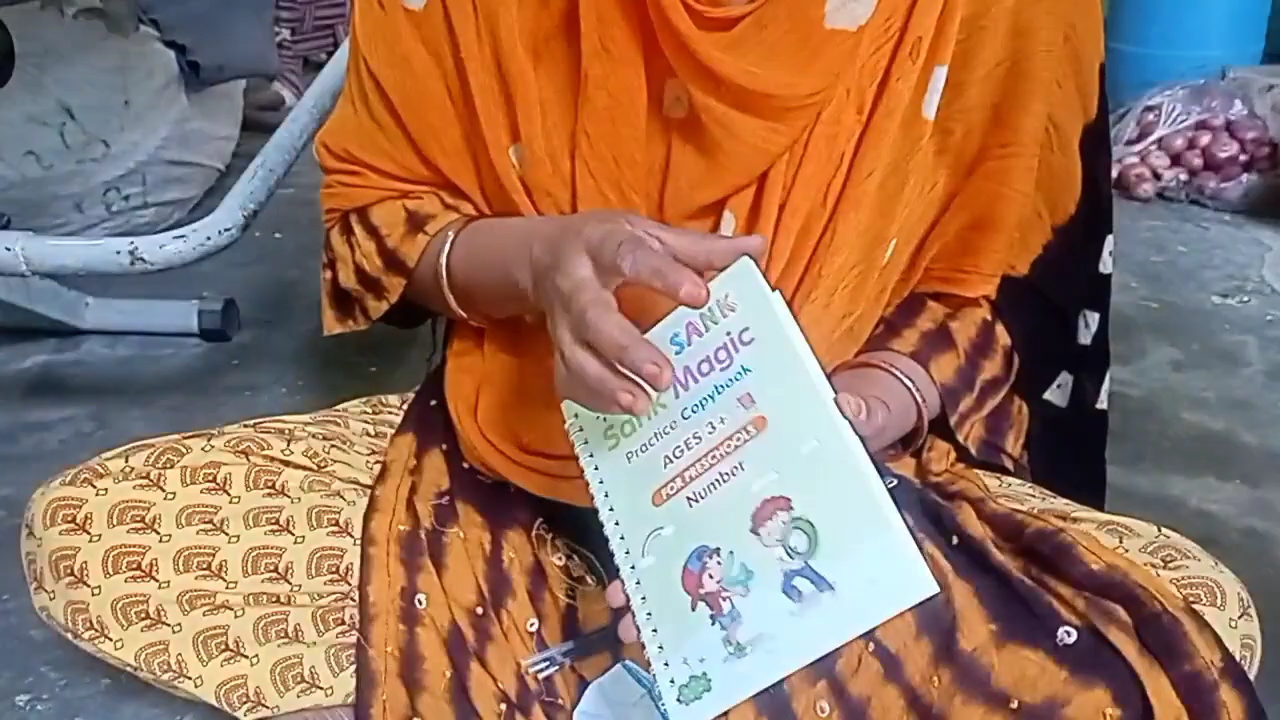 SANK
Sank Magic
Practice Copybook
AGES 3+
FOR PRESCHOOLS
Number